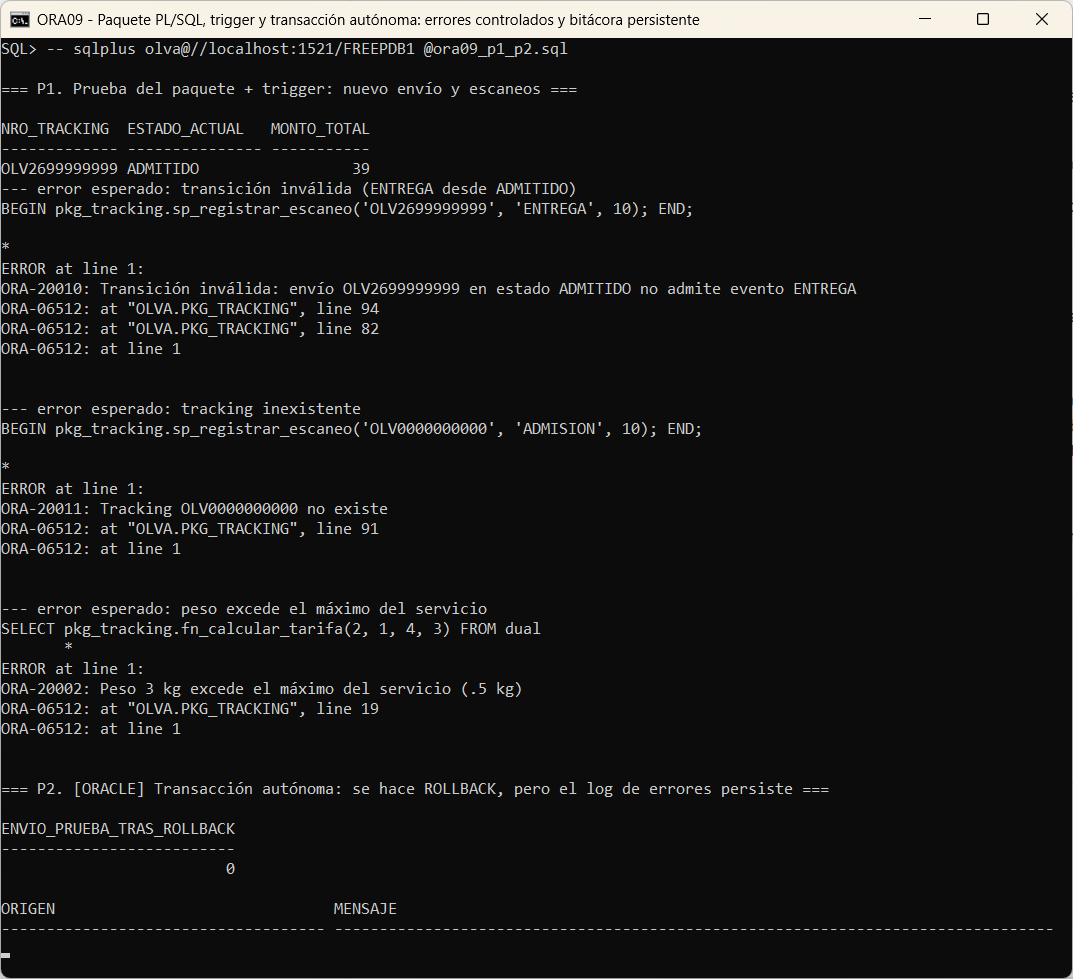 ORA09 - Paquete PL/SQL, trigger y transacción autónoma: errores controlados y bitácora persistente
SQL> -- sqlplus olva@//localhost:1521/FREEPDB1 @ora09_p1_p2.sql
=== P1. Prueba del paquete + trigger: nuevo envío y escaneos ===
NRO_TRACKING  ESTADO_ACTUAL   MONTO_TOTAL
------------- --------------- -----------
OLV2699999999 ADMITIDO                 39
--- error esperado: transición inválida (ENTREGA desde ADMITIDO)
BEGIN pkg_tracking.sp_registrar_escaneo('OLV2699999999', 'ENTREGA', 10); END;
*
ERROR at line 1:
ORA-20010: Transición inválida: envío OLV2699999999 en estado ADMITIDO no admite evento ENTREGA
ORA-06512: at "OLVA.PKG_TRACKING", line 94
ORA-06512: at "OLVA.PKG_TRACKING", line 82
ORA-06512: at line 1
--- error esperado: tracking inexistente
BEGIN pkg_tracking.sp_registrar_escaneo('OLV0000000000', 'ADMISION', 10); END;
*
ERROR at line 1:
ORA-20011: Tracking OLV0000000000 no existe
ORA-06512: at "OLVA.PKG_TRACKING", line 91
ORA-06512: at line 1
--- error esperado: peso excede el máximo del servicio
SELECT pkg_tracking.fn_calcular_tarifa(2, 1, 4, 3) FROM dual
       *
ERROR at line 1:
ORA-20002: Peso 3 kg excede el máximo del servicio (.5 kg)
ORA-06512: at "OLVA.PKG_TRACKING", line 19
ORA-06512: at line 1
=== P2. [ORACLE] Transacción autónoma: se hace ROLLBACK, pero el log de errores persiste ===
ENVIO_PRUEBA_TRAS_ROLLBACK
--------------------------
                         0
ORIGEN                               MENSAJE
------------------------------------ --------------------------------------------------------------------------------